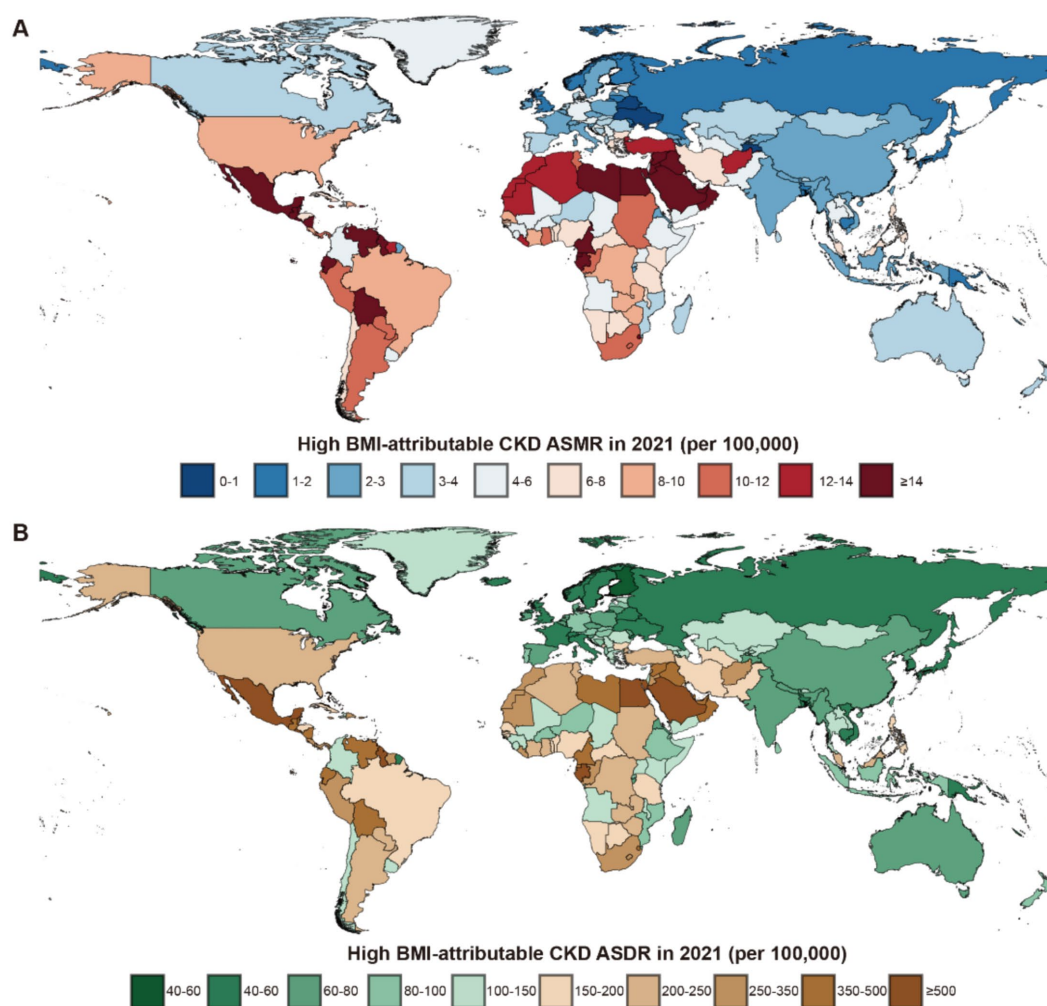 A
High BMI-attributable CKD ASMR in 2021 (per 100,000)
0-1 1-2 2-3 3-4 4-6 6-8 8-10 10-12 12-14 ≥14
B
High BMI-attributable CKD ASDR in 2021 (per 100,000)
40-60 40-60 60-80 80-100 100-150 150-200 200-250 250-350 350-500 ≥500